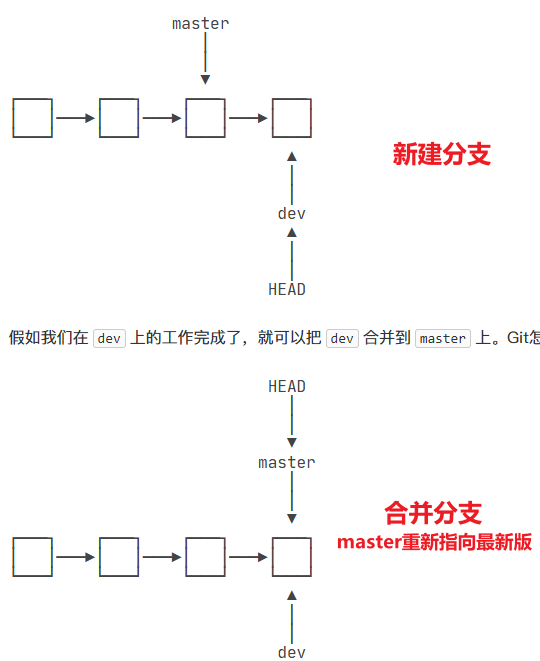 master
新建分支
dev
HEAD
假如我们在 dev 上的工作完成了，就可以把 dev 合并到 master 上。Git怎
HEAD
master
合并分支
master重新指向最新版
dev